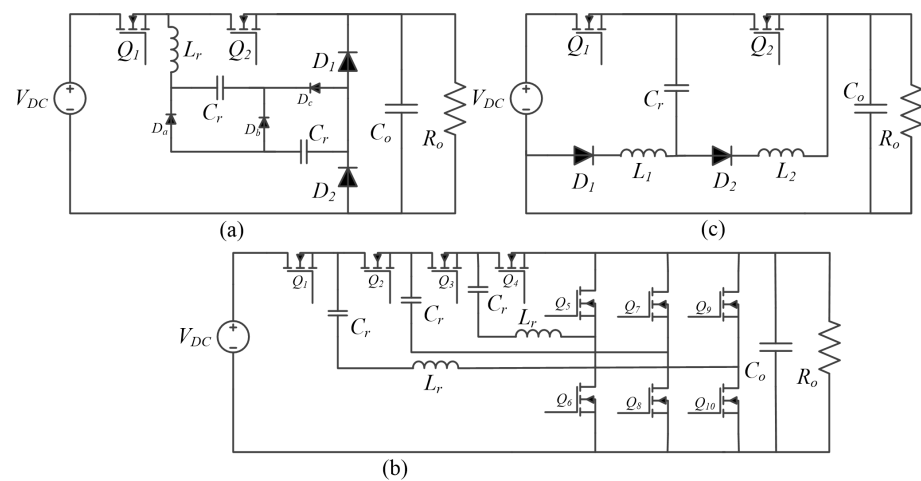 Q1
Lr
Q2
D1
VDC
Cr
Dc
Da
Db
Cr
D2
Co
Ro
(a)
Q1
Q2
VDC
Cr
Co
Ro
D1
L1
D2
L2
(c)
Q1
Q2
Q3
Q4
VDC
Cr
Cr
Cr
Lr
Lr
Q5
Q7
Q9
Q6
Q8
Q10
Co
Ro
(b)